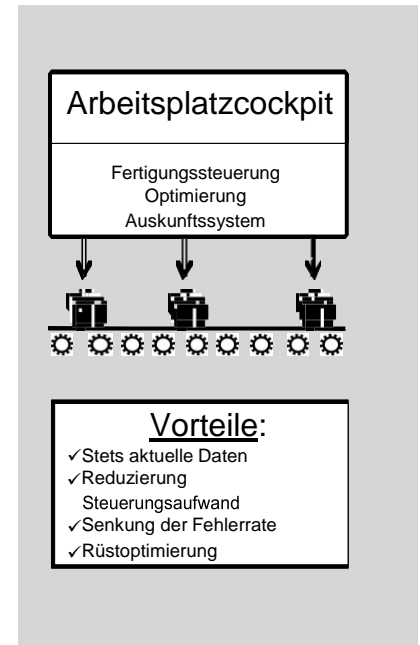 Arbeitsplatzcockpit
Fertigungssteuerung
Optimierung
Auskunftssystem
Vorteile:
✓Stets aktuelle Daten
✓Reduzierung
Steuerungsaufwand
✓Senkung der Fehlerrate
✓Rüstoptimierung